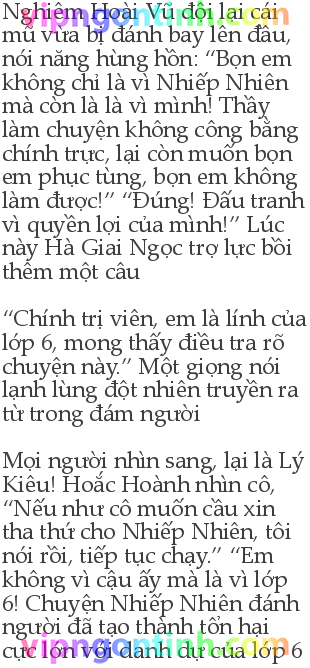 Nghiêm Hoài Vũ đội lại cái
mũ vừa bị đánh bay lên đầu,
nói năng hùng hồn: “Bọn em
không chỉ là vì Nhiếp Nhiên
mà còn là là vì mình! Thầy
làm chuyện không công bằng
chính trực, lại còn muốn bọn
em phục tùng, bọn em không
làm được!” “Đúng! Đấu tranh
vì quyền lợi của mình!” Lúc
này Hà Giai Ngọc trợ lực bồi
thêm một câu
“Chính trị viên, em là lính của
lớp 6, mong thầy điều tra rõ
chuyện này.” Một giọng nói
lạnh lùng đột nhiên truyền ra
từ trong đám người
Mọi người nhìn sang, lại là Lý
Kiêu! Hoắc Hoành nhìn cô,
“Nếu như cô muốn cầu xin
tha thứ cho Nhiếp Nhiên, tôi
nói rồi, tiếp tục chạy.” “Em
không vì cậu ấy mà là vì lớp
6! Chuyện Nhiếp Nhiên đánh
người đã tạo thành tổn hại
cực lớn với danh dự của lớp 6
vipngontinh.com
vipngontinh.com